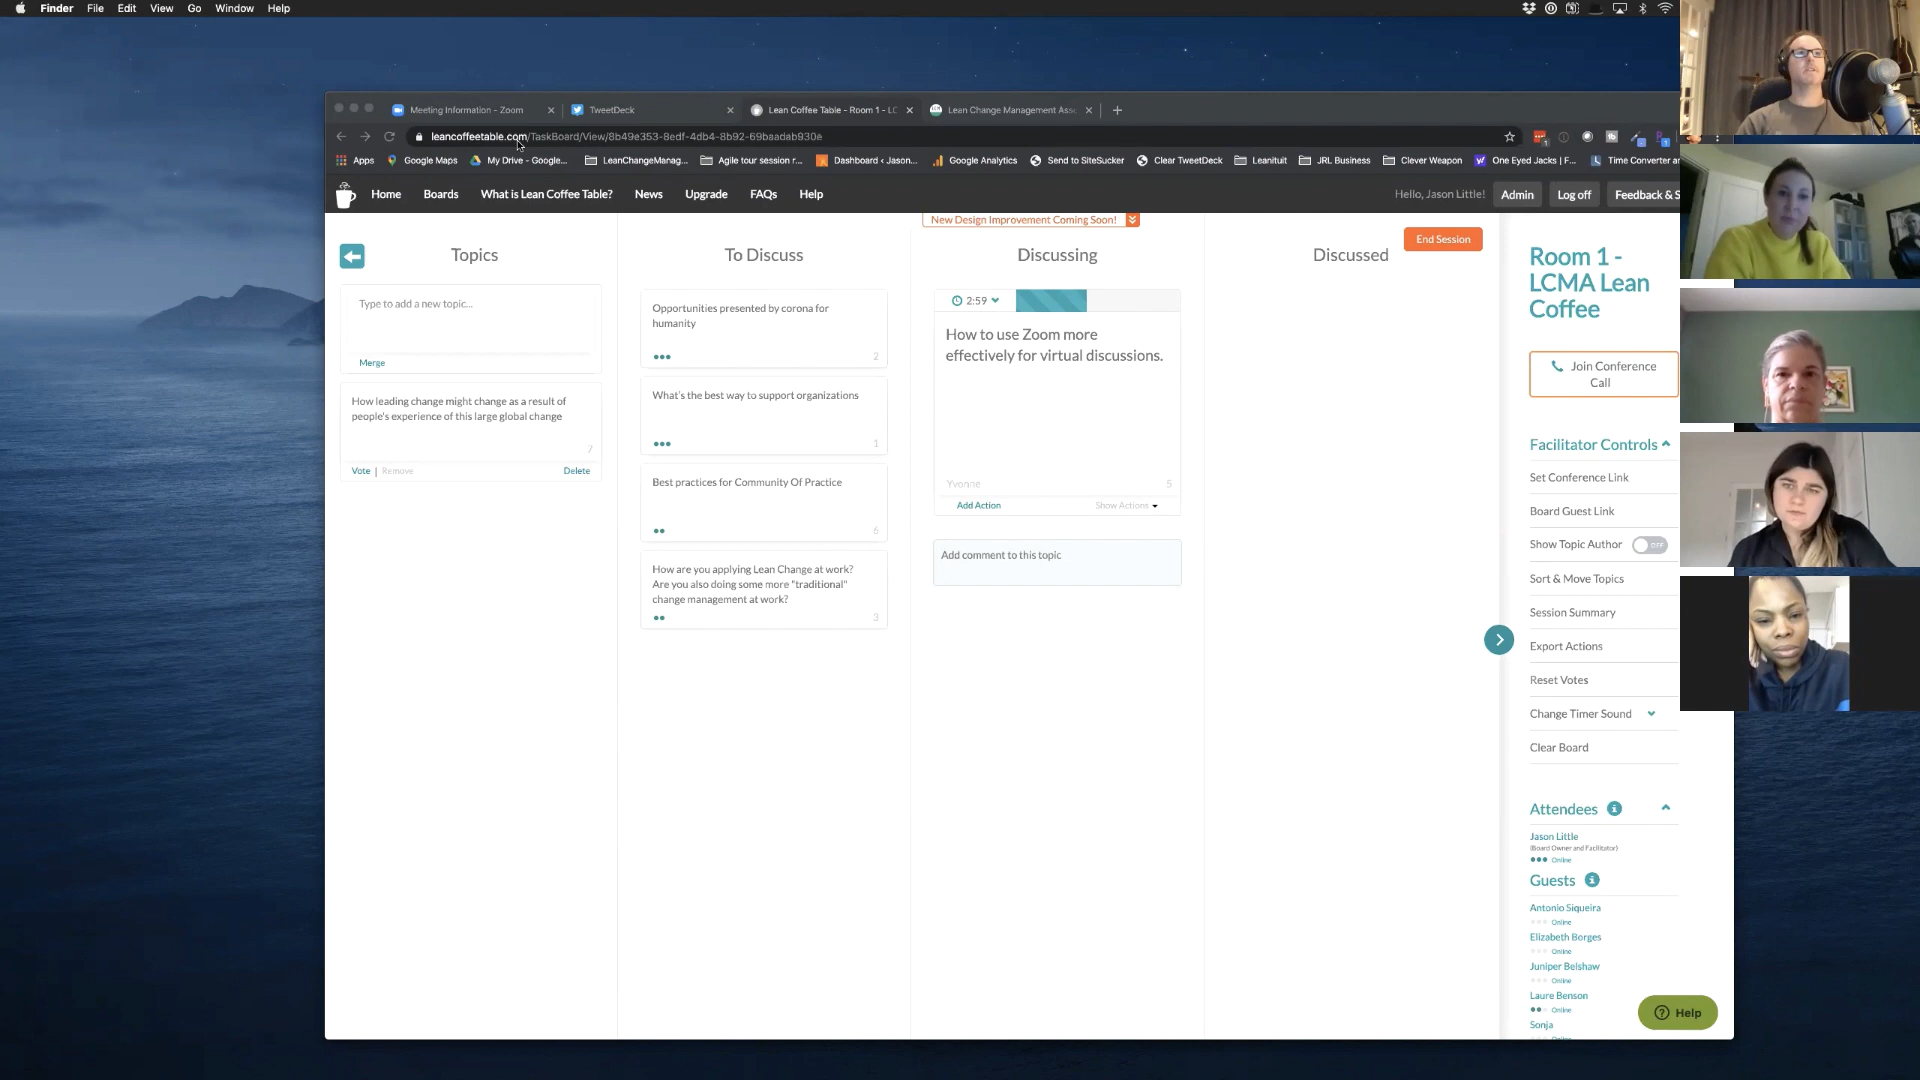 Finder File Edit View Go Window Help
Meeting Information - Zoom
TweetDeck
Lean Coffee Table - Room 1 - LC
Lean Change Management Ass
leancoffeetable.com/TaskBoard/View/8b49e353-8edf-4db4-8b92-69baadab930e
Apps Google Maps My Drive - Google... LeanChangeManag... Agile tour session r... Dashboard ‹ Jason... Google Analytics Send to SiteSucker Clear TweetDeck Leanituit JRL Business Clever Weapon One Eyed Jacks | F... Time Converter
Home Boards What is Lean Coffee Table? News Upgrade FAQs Help
Hello, Jason Little! Admin Log off Feedback & S
New Design Improvement Coming Soon!
End Session
Topics
Type to add a new topic...
Merge
How leading change might change as a result of
people's experience of this large global change
7
Vote | Remove Delete
To Discuss
Opportunities presented by corona for
humanity
2
What's the best way to support organizations
1
Best practices for Community Of Practice
6
How are you applying Lean Change at work?
Are you also doing some more "traditional"
change management at work?
3
Discussing
2:59
How to use Zoom more
effectively for virtual discussions.
Yvonne 5
Add Action Show Actions
Add comment to this topic
Discussed
Room 1 -
LCMA Lean
Coffee
Join Conference
Call
Facilitator Controls
Set Conference Link
Board Guest Link
Show Topic Author OFF
Sort & Move Topics
Session Summary
Export Actions
Reset Votes
Change Timer Sound
Clear Board
Attendees
Jason Little
(Board Owner and Facilitator)
Online
Guests
Antonio Siqueira
Online
Elizabeth Borges
Online
Juniper Belshaw
Online
Laure Benson
Online
Sonja
Help